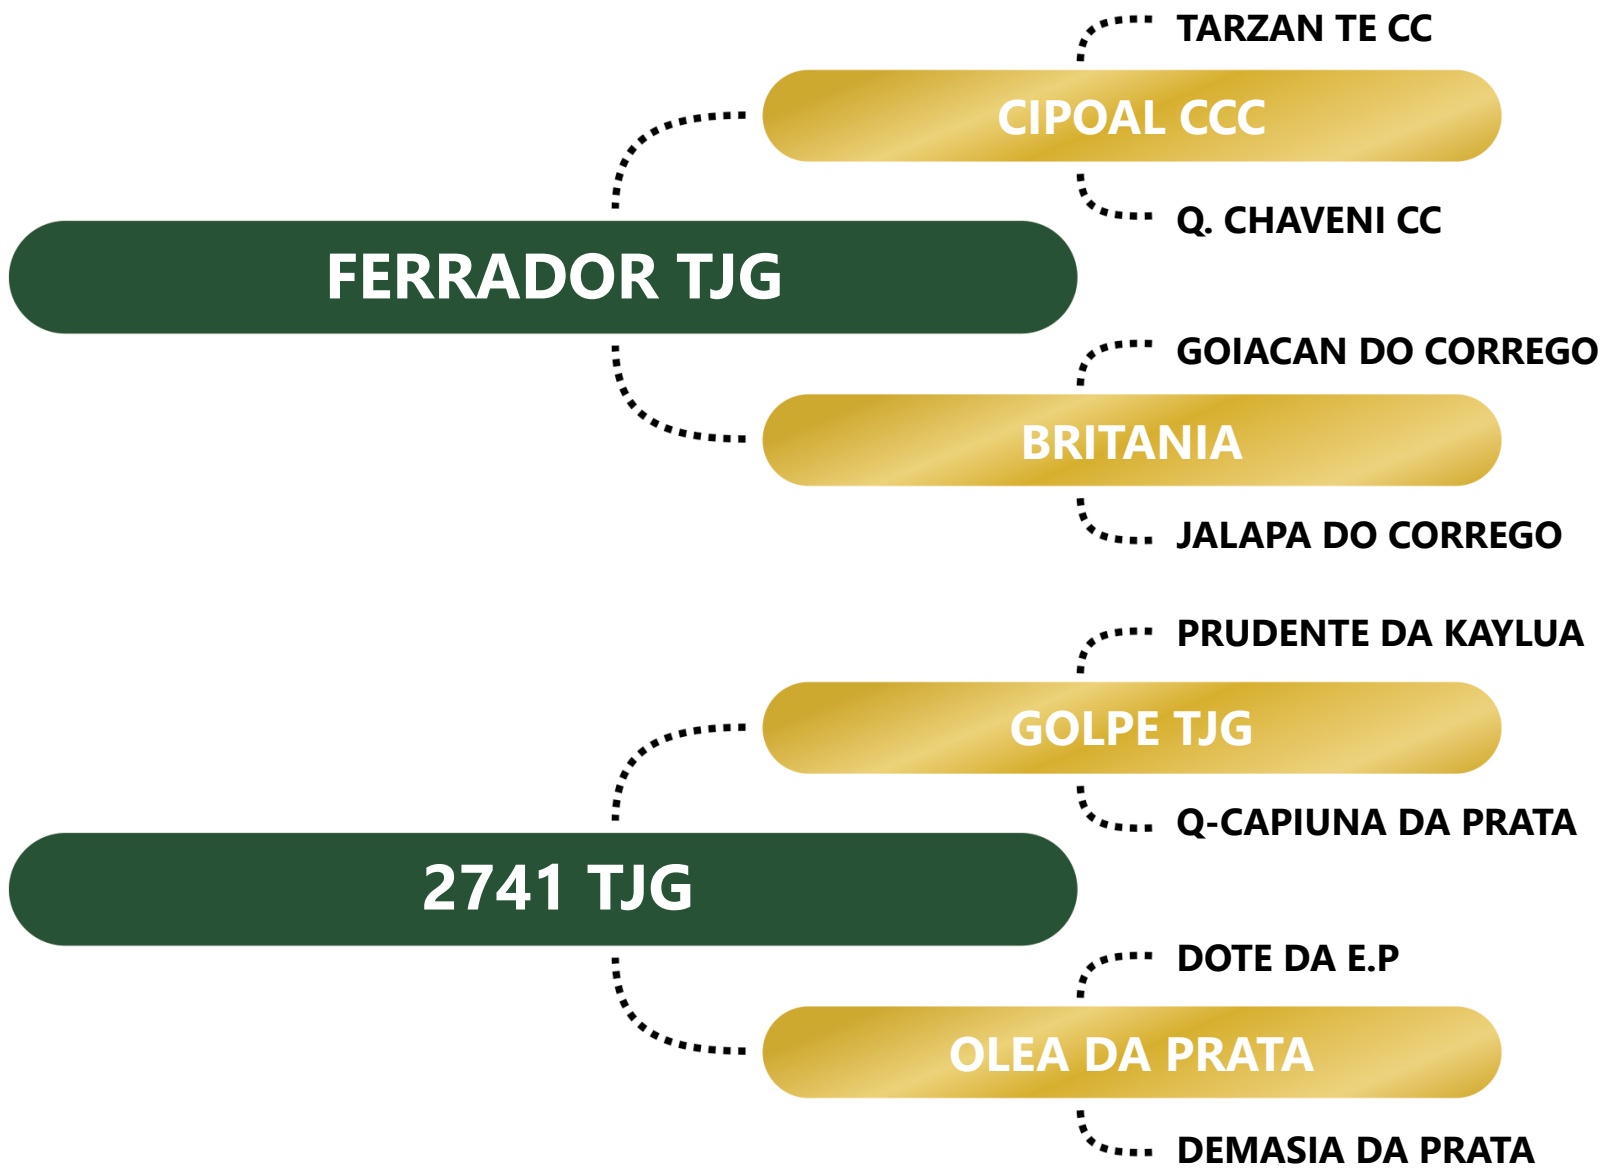 TARZAN TE CC
CIPOAL CCC
Q. CHAVENI CC
FERRADOR TJG
GOIACAN DO CORREGO
BRITANIA
JALAPA DO CORREGO
PRUDENTE DA KAYLUA
GOLPE TJG
Q-CAPIUNA DA PRATA
2741 TJG
DOTE DA E.P
OLEA DA PRATA
DEMASIA DA PRATA